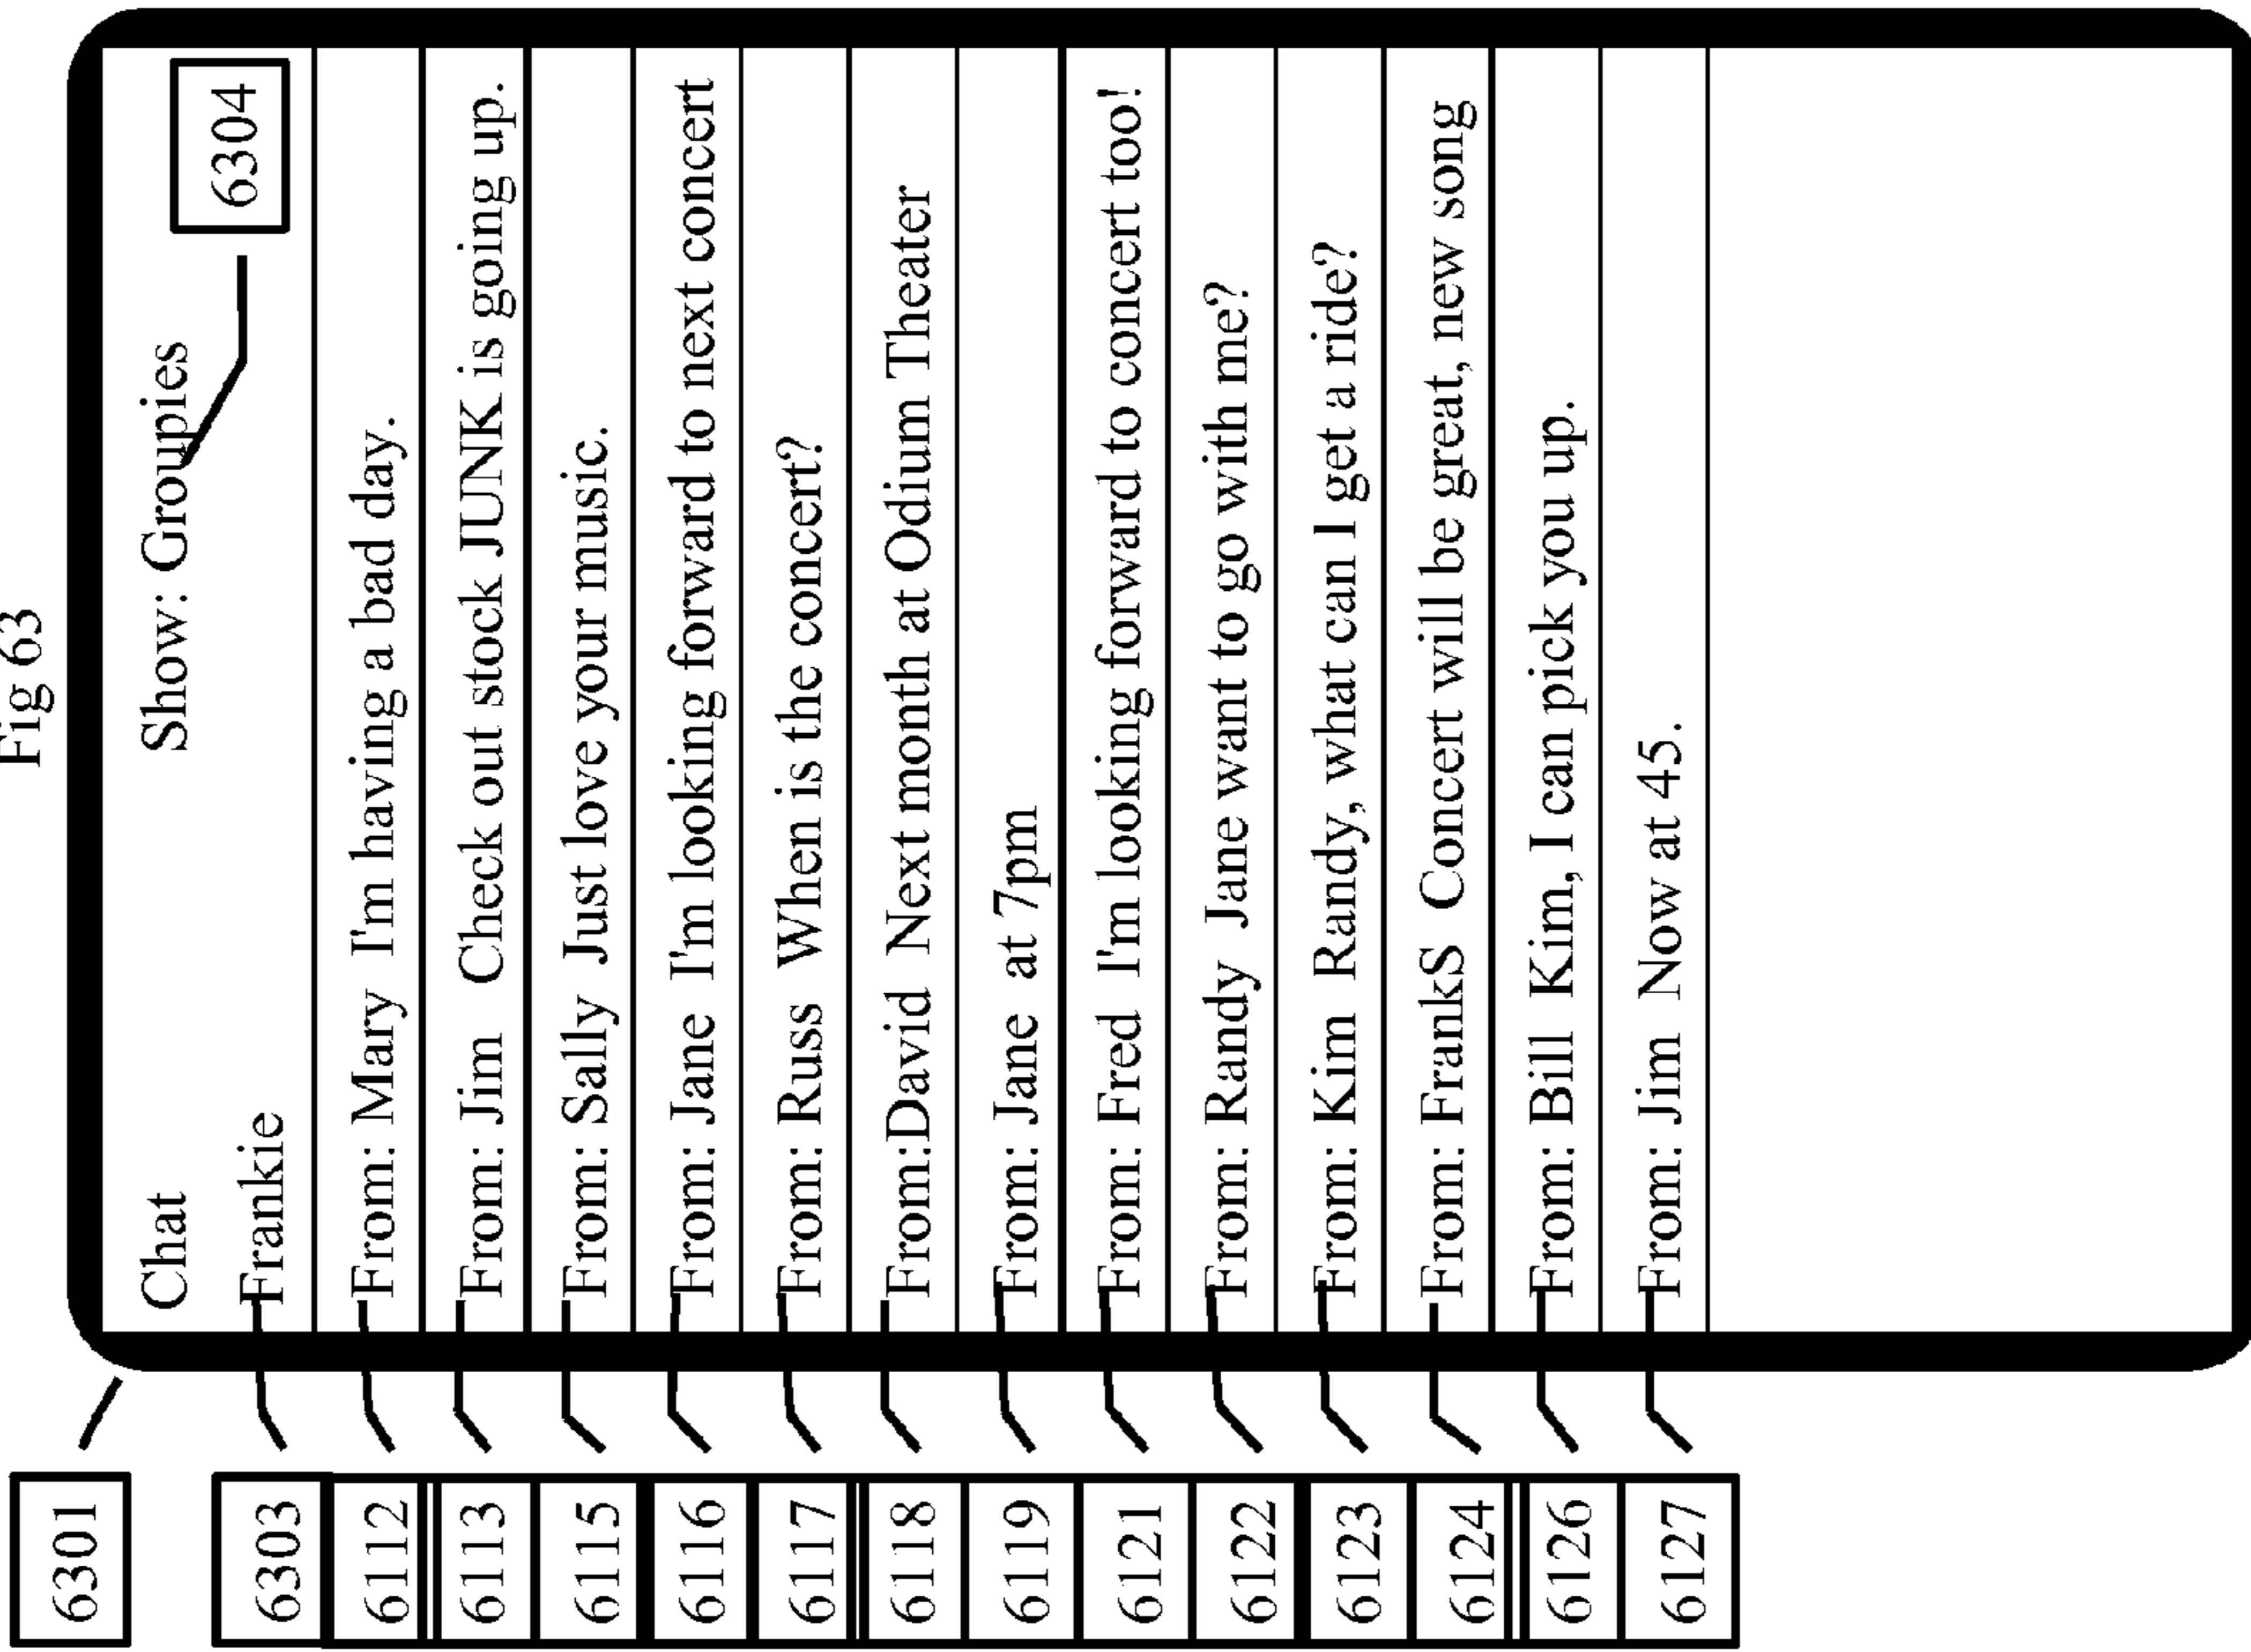 Fig 63
6301
Chat Show: Groupies
6303 Frankie 6304
6112 From: Mary I'm having a bad day.
6113 From: Jim Check out stock JUNK is going up.
6115 From: Sally Just love your music.
6116 From: Jane I'm looking forward to next concert
6117 From: Russ When is the concert?
6118 From:David Next month at Odium Theater
6119 From: Jane at 7pm
6121 From: Fred I'm looking forward to concert too!
6122 From: Randy Jane want to go with me?
6123 From: Kim Randy, what can I get a ride?
6124 From: FrankS Concert will be great, new song
6126 From: Bill Kim, I can pick you up.
6127 From: Jim Now at 45.